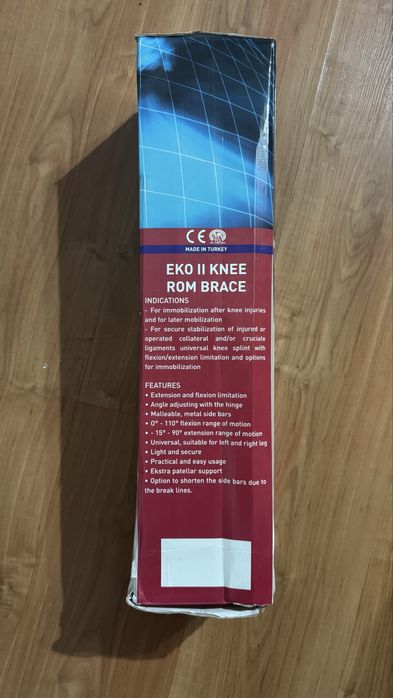 CE
MADE IN TURKEY
EKO II KNEE
ROM BRACE
INDICATIONS
- For immobilization after knee injuries
and for later mobilization
- For secure stabilization of injured or
operated collateral and/or cruciate
ligaments universal knee splint with
flexion/extension limitation and options
for immobilization
FEATURES
• Extension and flexion limitation
• Angle adjusting with the hinge
• Malleable, metal side bars
• 0° - 110° flexion range of motion
• - 15° - 90° extension range of motion
• Universal, suitable for left and right leg
• Light and secure
• Practical and easy usage
• Ekstra patellar support
• Option to shorten the side bars due to
the break lines.